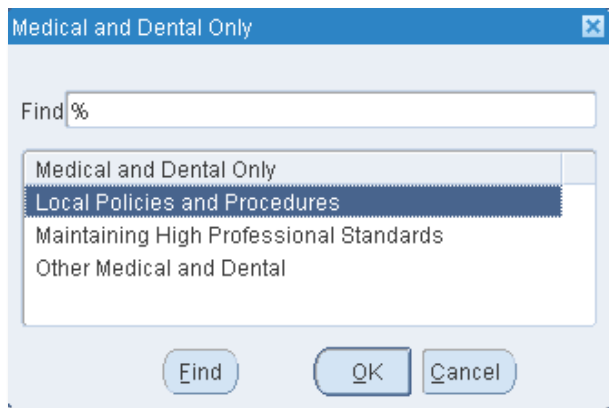 Medical and Dental Only
Find %
Medical and Dental Only
Local Policies and Procedures
Maintaining High Professional Standards
Other Medical and Dental
Find OK Cancel